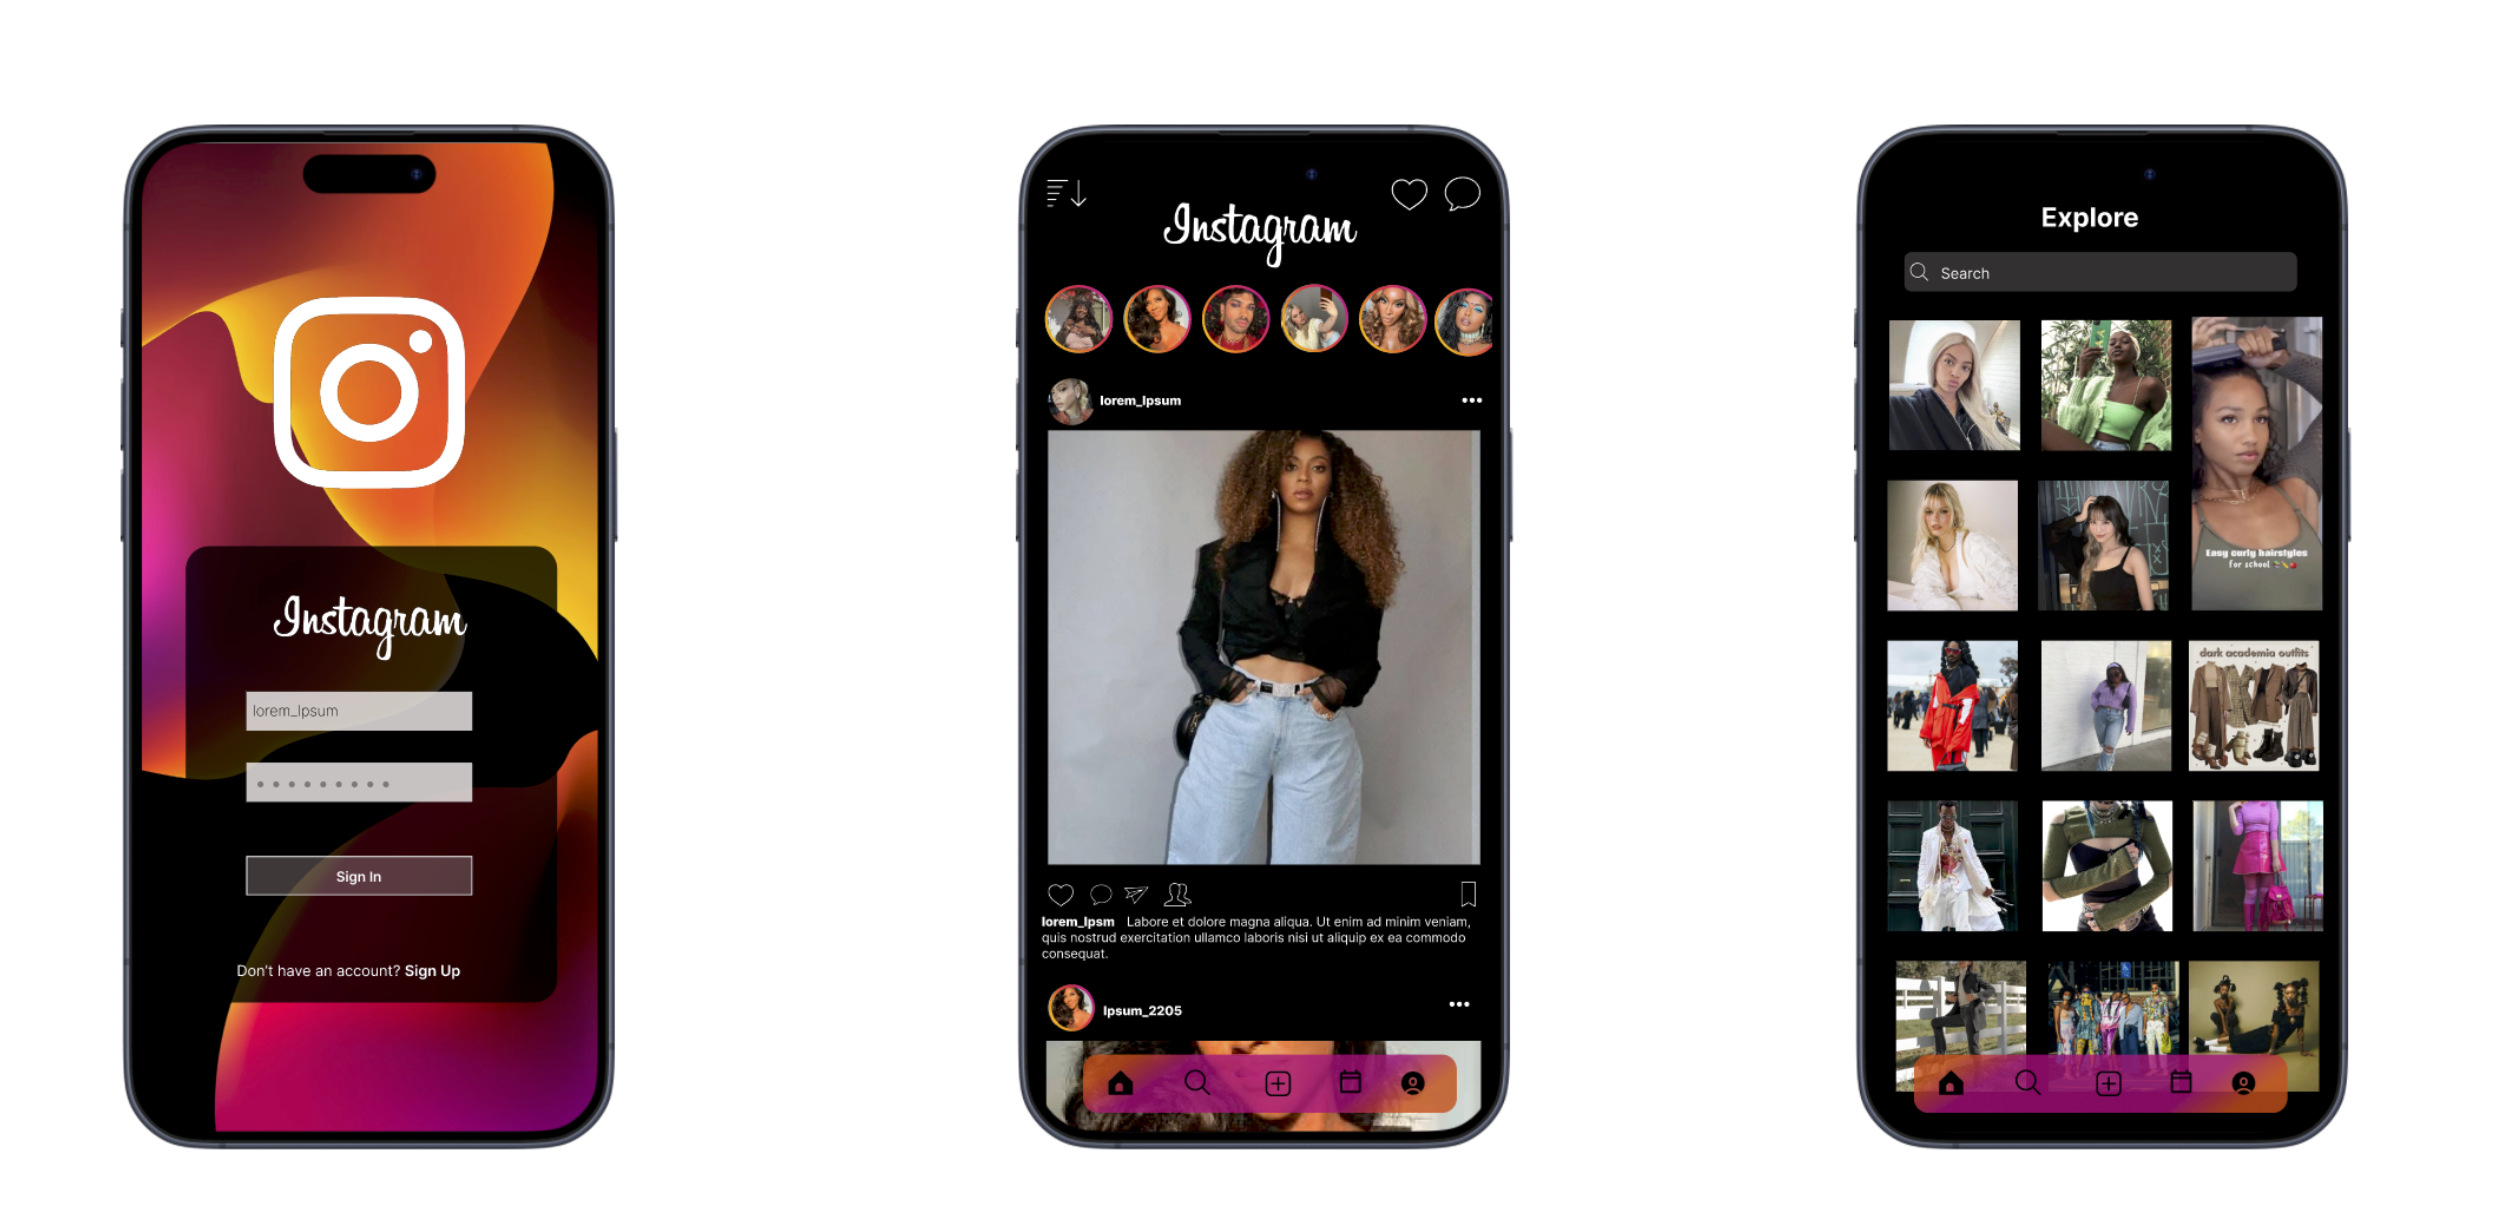 Instagram
lorem_Ipsum
Sign In
Don't have an account? Sign Up
Instagram
lorem_Ipsum
lorem_Ipsm Labore et dolore magna aliqua. Ut enim ad minim veniam,
quis nostrud exercitation ullamco laboris nisi ut aliquip ex ea commodo
consequat.
Ipsum_2205
Explore
Search
Easy curly hairstyles
for school
dark academia outfits